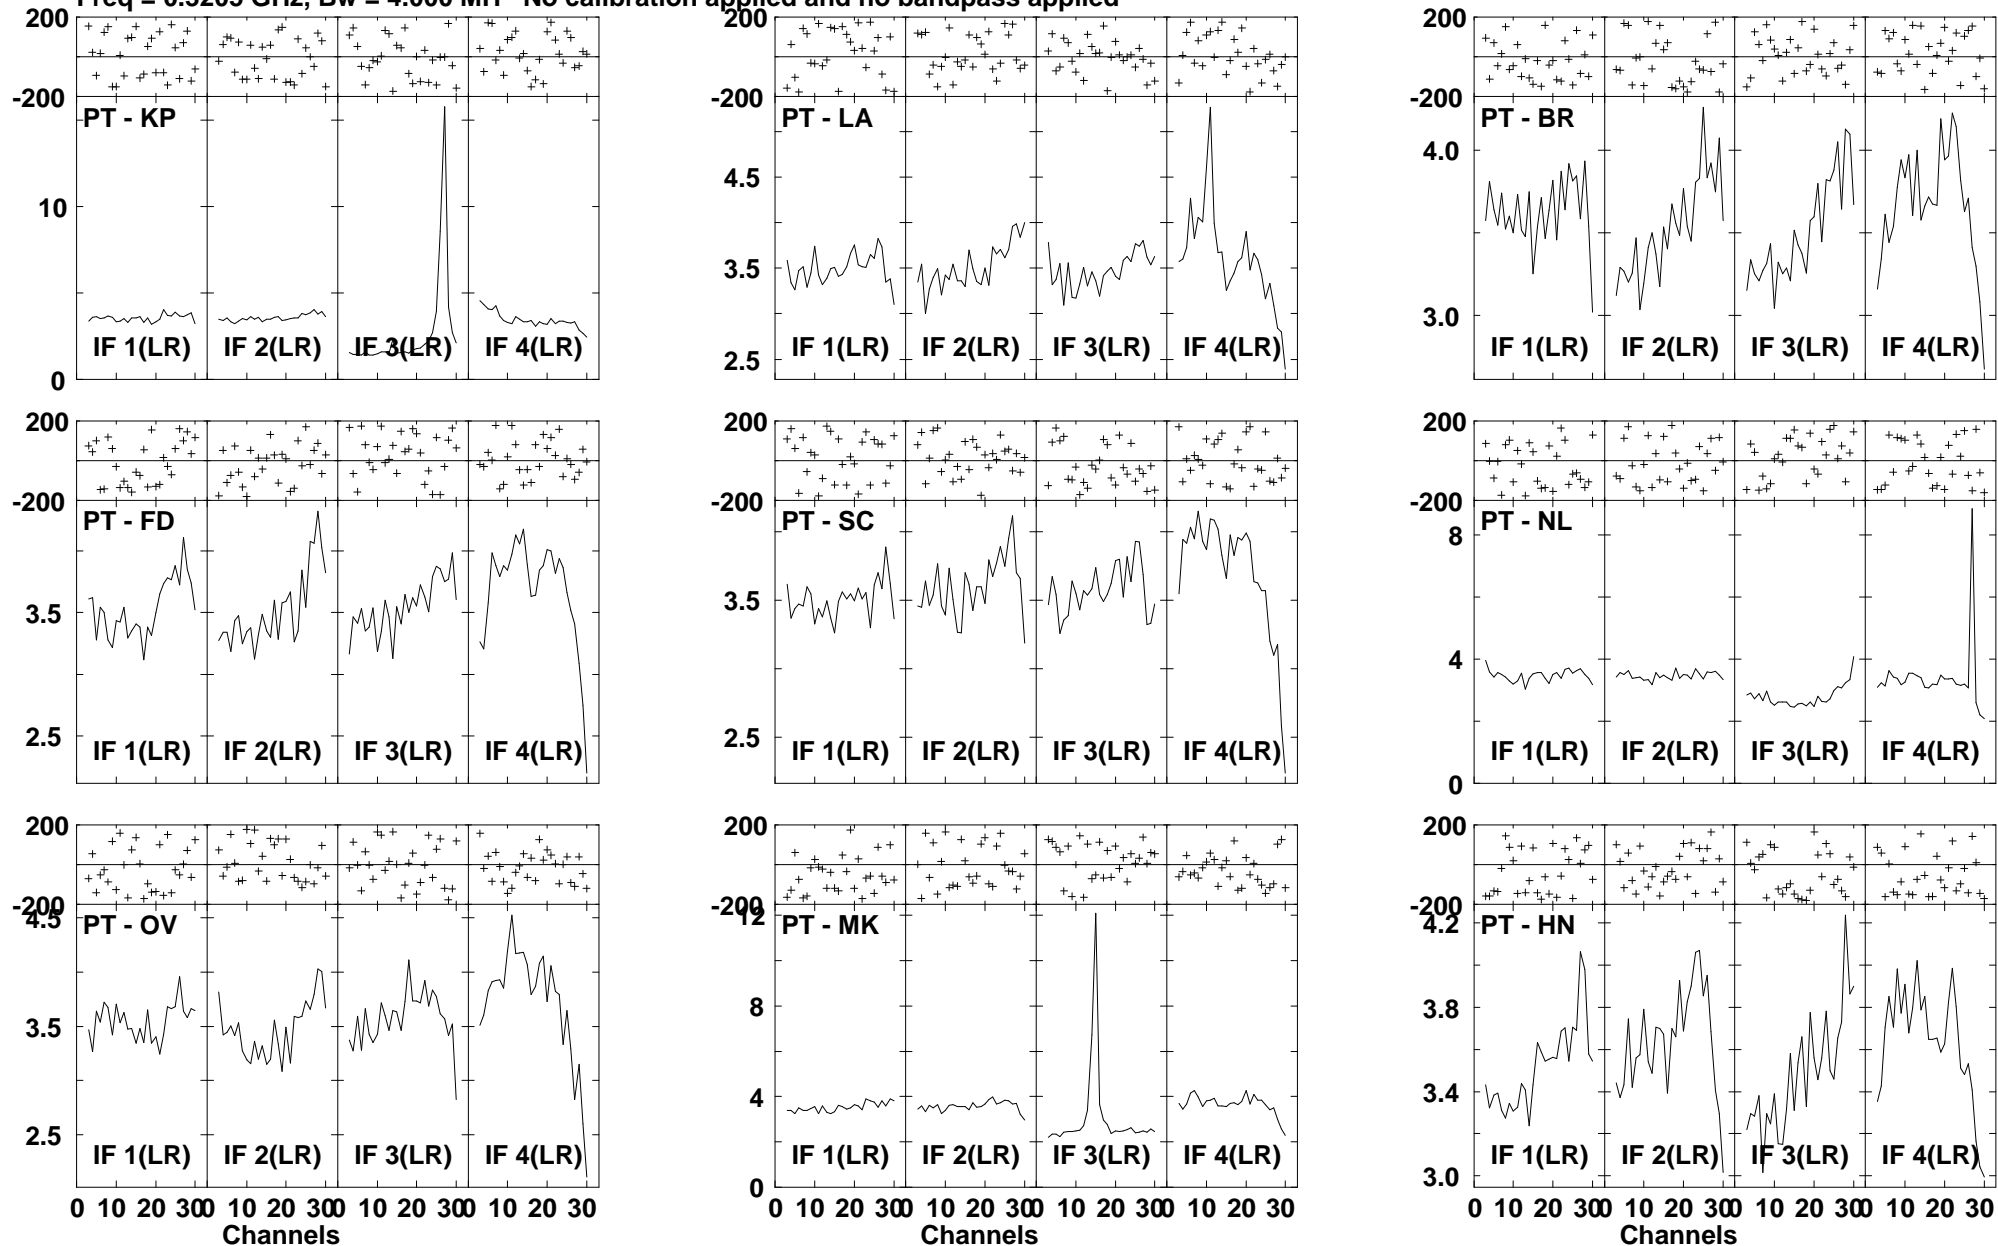 applied and no bandpass applied
200 200 200
-200 -200 -200
PT - KP PT - LA PT - BR
10 4.5 4.0
3.5
IF 1(LR) IF 2(LR) IF 3(LR) IF 4(LR) IF 1(LR) IF 2(LR) IF 3(LR) IF 4(LR) 3.0 IF 1(LR) IF 2(LR) IF 3(LR) IF 4(LR)
0 2.5
200 200 200
-200 -200 -200
PT - FD PT - SC PT - NL
8
3.5 3.5 4
2.5 IF 1(LR) IF 2(LR) IF 3(LR) IF 4(LR) 2.5 IF 1(LR) IF 2(LR) IF 3(LR) IF 4(LR) IF 1(LR) IF 2(LR) IF 3(LR) IF 4(LR)
0
200 200 200
-200 -200 -200
4.5 PT - OV 12 PT - MK 4.2 PT - HN
3.5 8 3.8
4 3.4
2.5 IF 1(LR) IF 2(LR) IF 3(LR) IF 4(LR) IF 1(LR) IF 2(LR) IF 3(LR) IF 4(LR) 3.0 IF 1(LR) IF 2(LR) IF 3(LR) IF 4(LR)
0
0 10 20 30 0 10 20 30 0 10 20 30 0 10 20 30 0 10 20 30 0 10 20 30 0 10 20 30 0 10 20 30 0 10 20 30 0 10 20 30 0 10 20 30 0 10 20 30
Channels Channels Channels